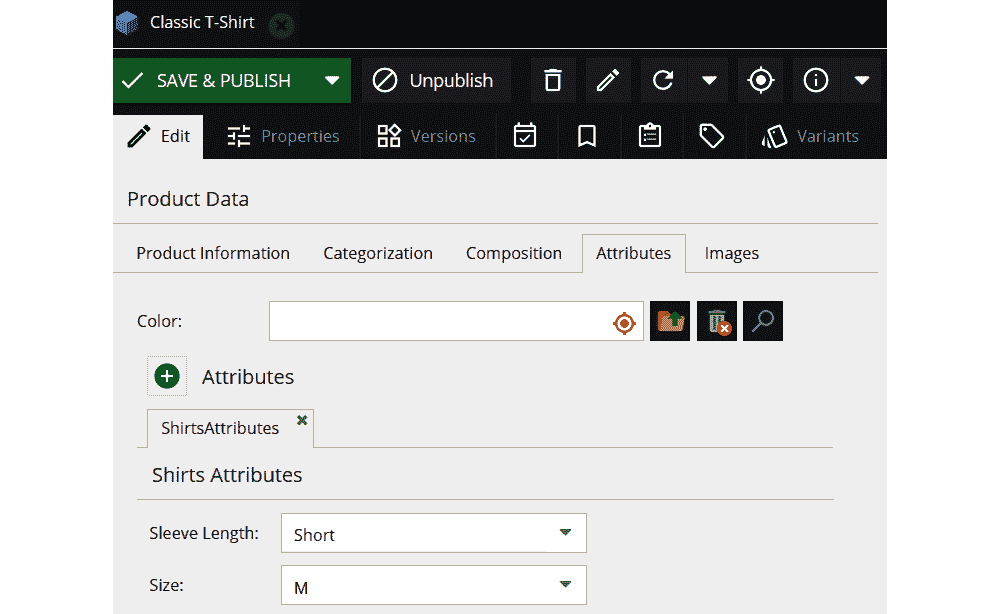 Classic T-Shirt
SAVE & PUBLISH Unpublish
Edit Properties Versions Variants
Product Data
Product Information Categorization Composition Attributes Images
Color:
Attributes
ShirtsAttributes
Shirts Attributes
Sleeve Length: Short
Size: M